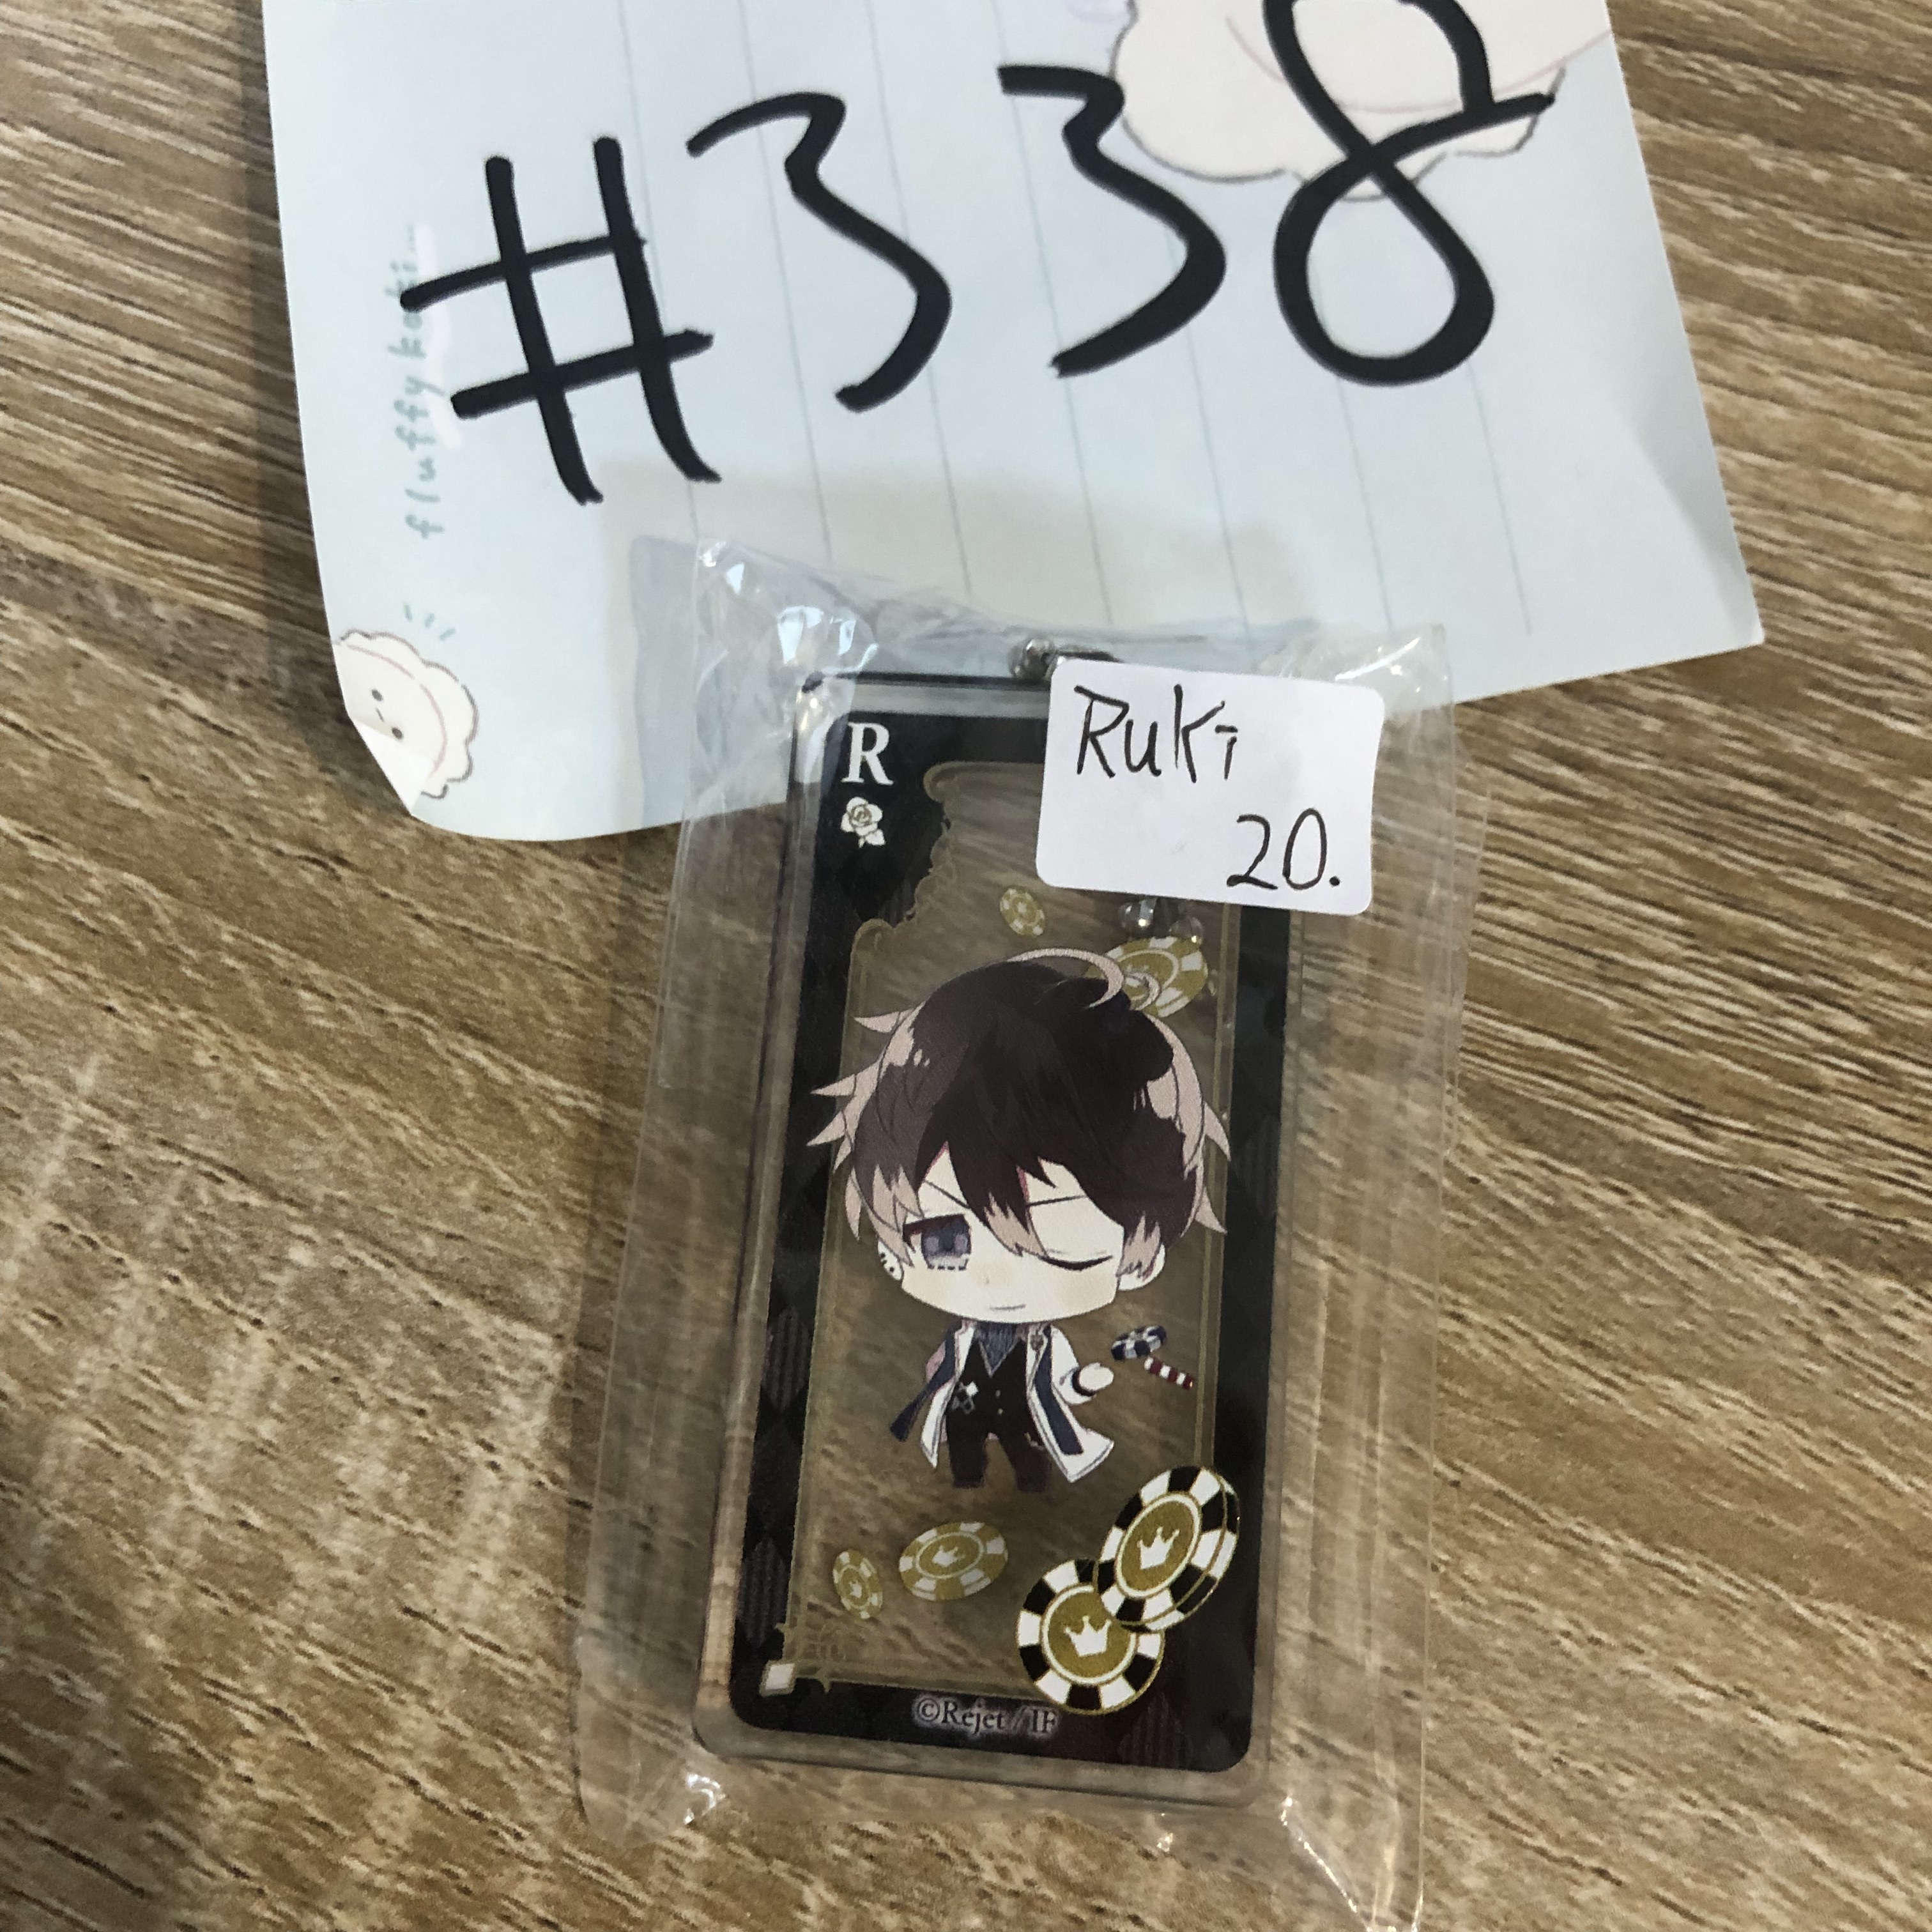 #338
fluffy
R
Ruki
20.
©Rejet / IF